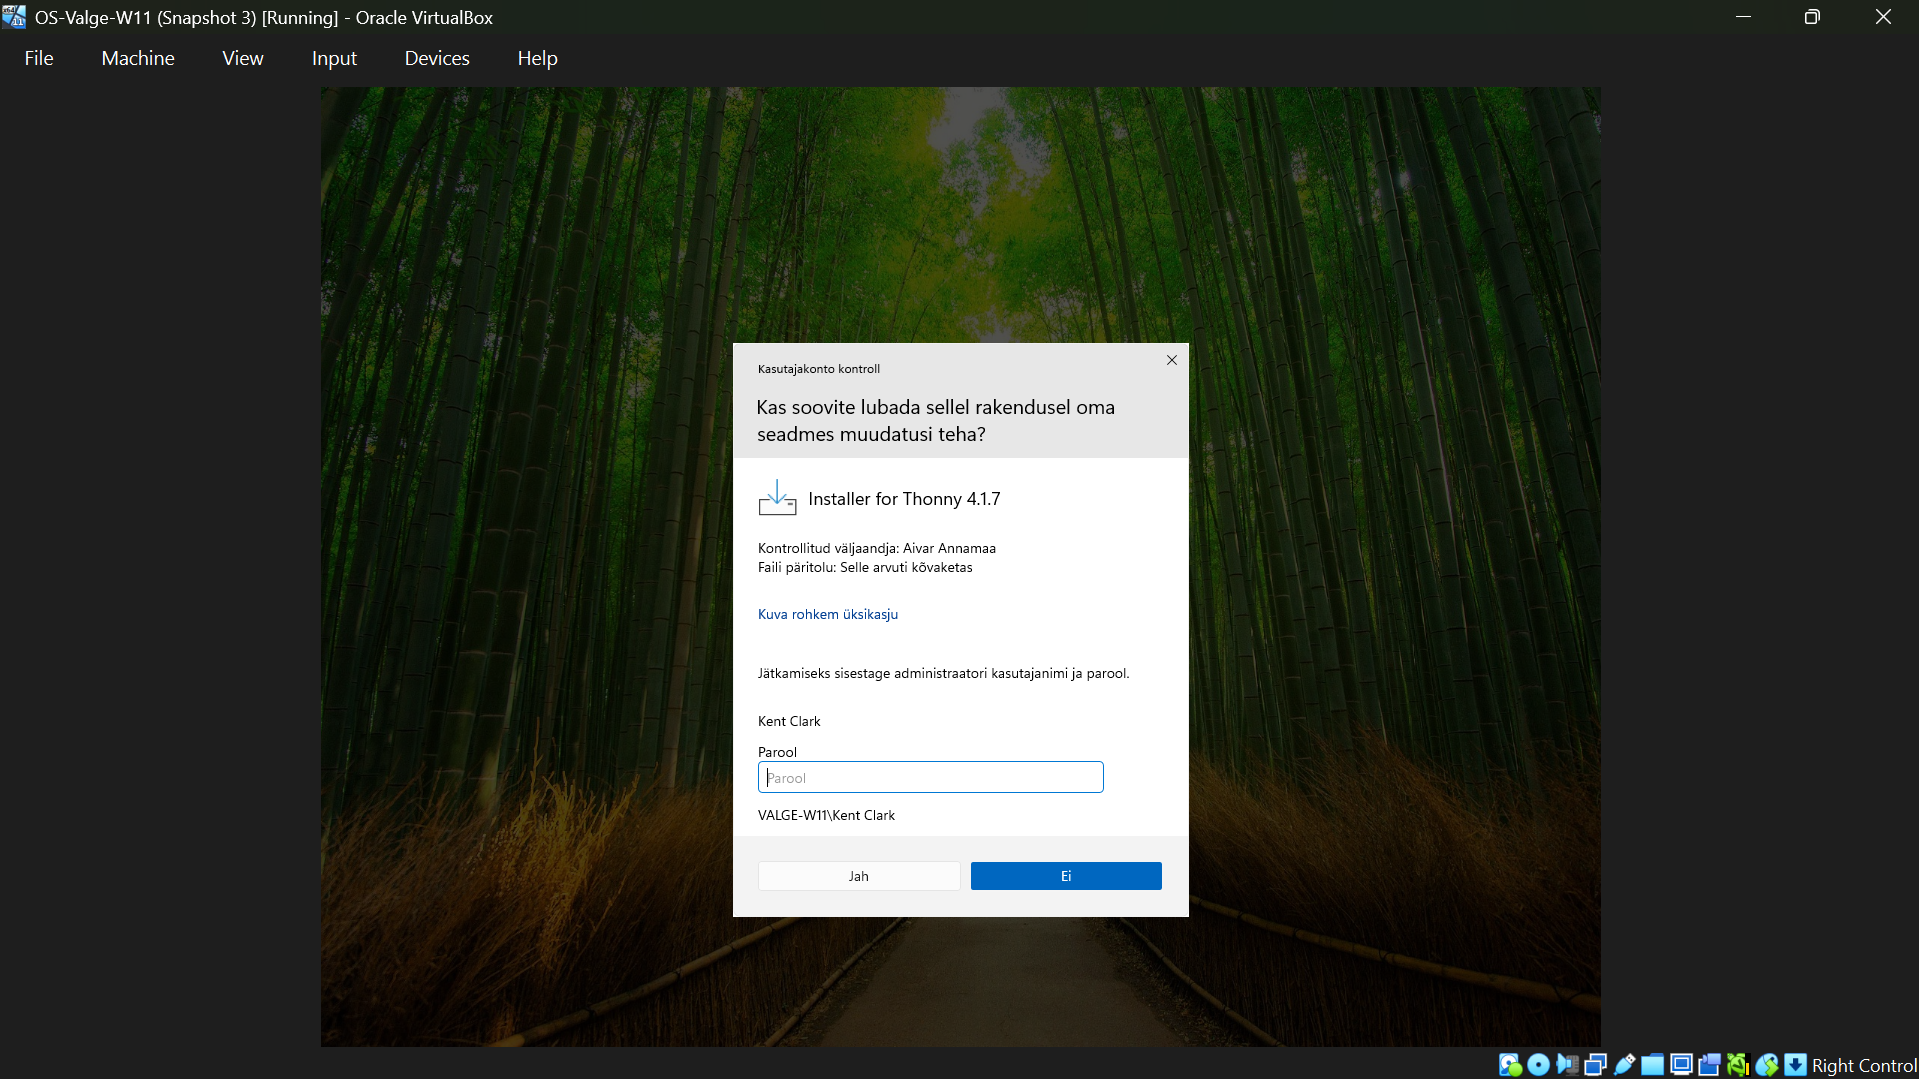 OS-Valge-W11 (Snapshot 3) [Running] - Oracle VirtualBox
File Machine View Input Devices Help
Kasutajakonto kontroll
Kas soovite lubada sellel rakendusel oma
seadmes muudatusi teha?
Installer for Thonny 4.1.7
Kontrollitud väljaandja: Aivar Annamaa
Faili päritolu: Selle arvuti kõvaketas
Kuva rohkem üksikasju
Jätkamiseks sisestage administraatori kasutajanimi ja parool.
Kent Clark
Parool
Parool
VALGE-W11\Kent Clark
Jah Ei
Right Control